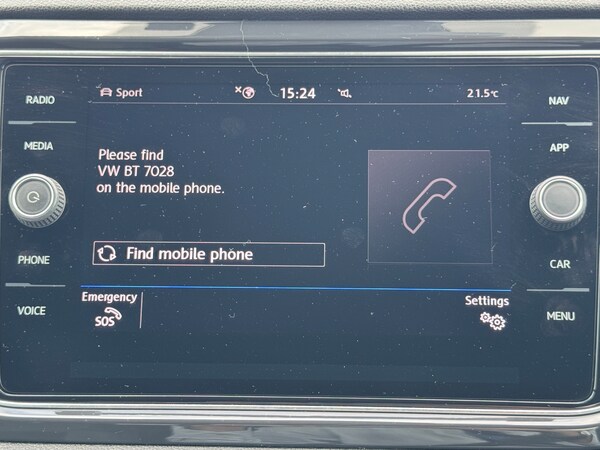 Sport 15:24 21.5°C
RADIO
MEDIA
PHONE
VOICE
Please find
VW BT 7028
on the mobile phone.
Find mobile phone
Emergency
SOS
Settings
NAV
APP
CAR
MENU